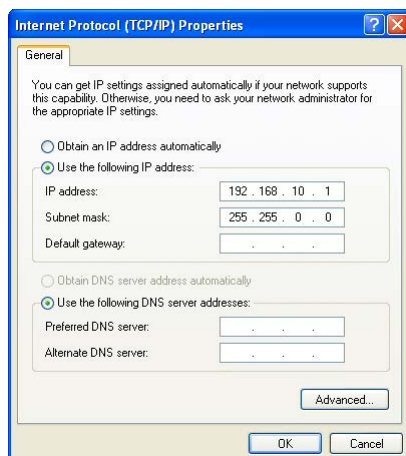 Internet Protocol (TCP/IP) Properties
General
You can get IP settings assigned automatically if your network supports
this capability. Otherwise, you need to ask your network administrator for
the appropriate IP settings.
Obtain an IP address automatically
Use the following IP address:
IP address: 192 . 168 . 10 . 1
Subnet mask: 255 . 255 . 0 . 0
Default gateway: . . .
Obtain DNS server address automatically
Use the following DNS server addresses:
Preferred DNS server: . . .
Alternate DNS server: . . .
Advanced...
OK Cancel